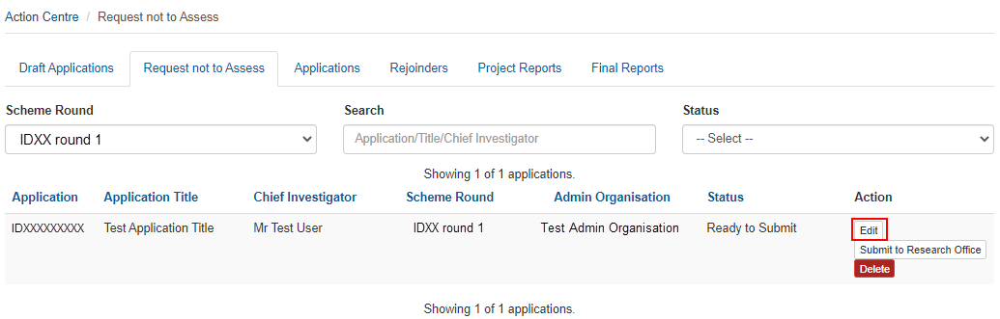 Action Centre / Request not to Assess
Draft Applications Request not to Assess Applications Rejoinders Project Reports Final Reports
Scheme Round Search Status
IDXX round 1 Application/Title/Chief Investigator -- Select --
Showing 1 of 1 applications.
Application Application Title Chief Investigator Scheme Round Admin Organisation Status Action
IDXXXXXXXXX Test Application Title Mr Test User IDXX round 1 Test Admin Organisation Ready to Submit Edit
Submit to Research Office
Delete
Showing 1 of 1 applications.